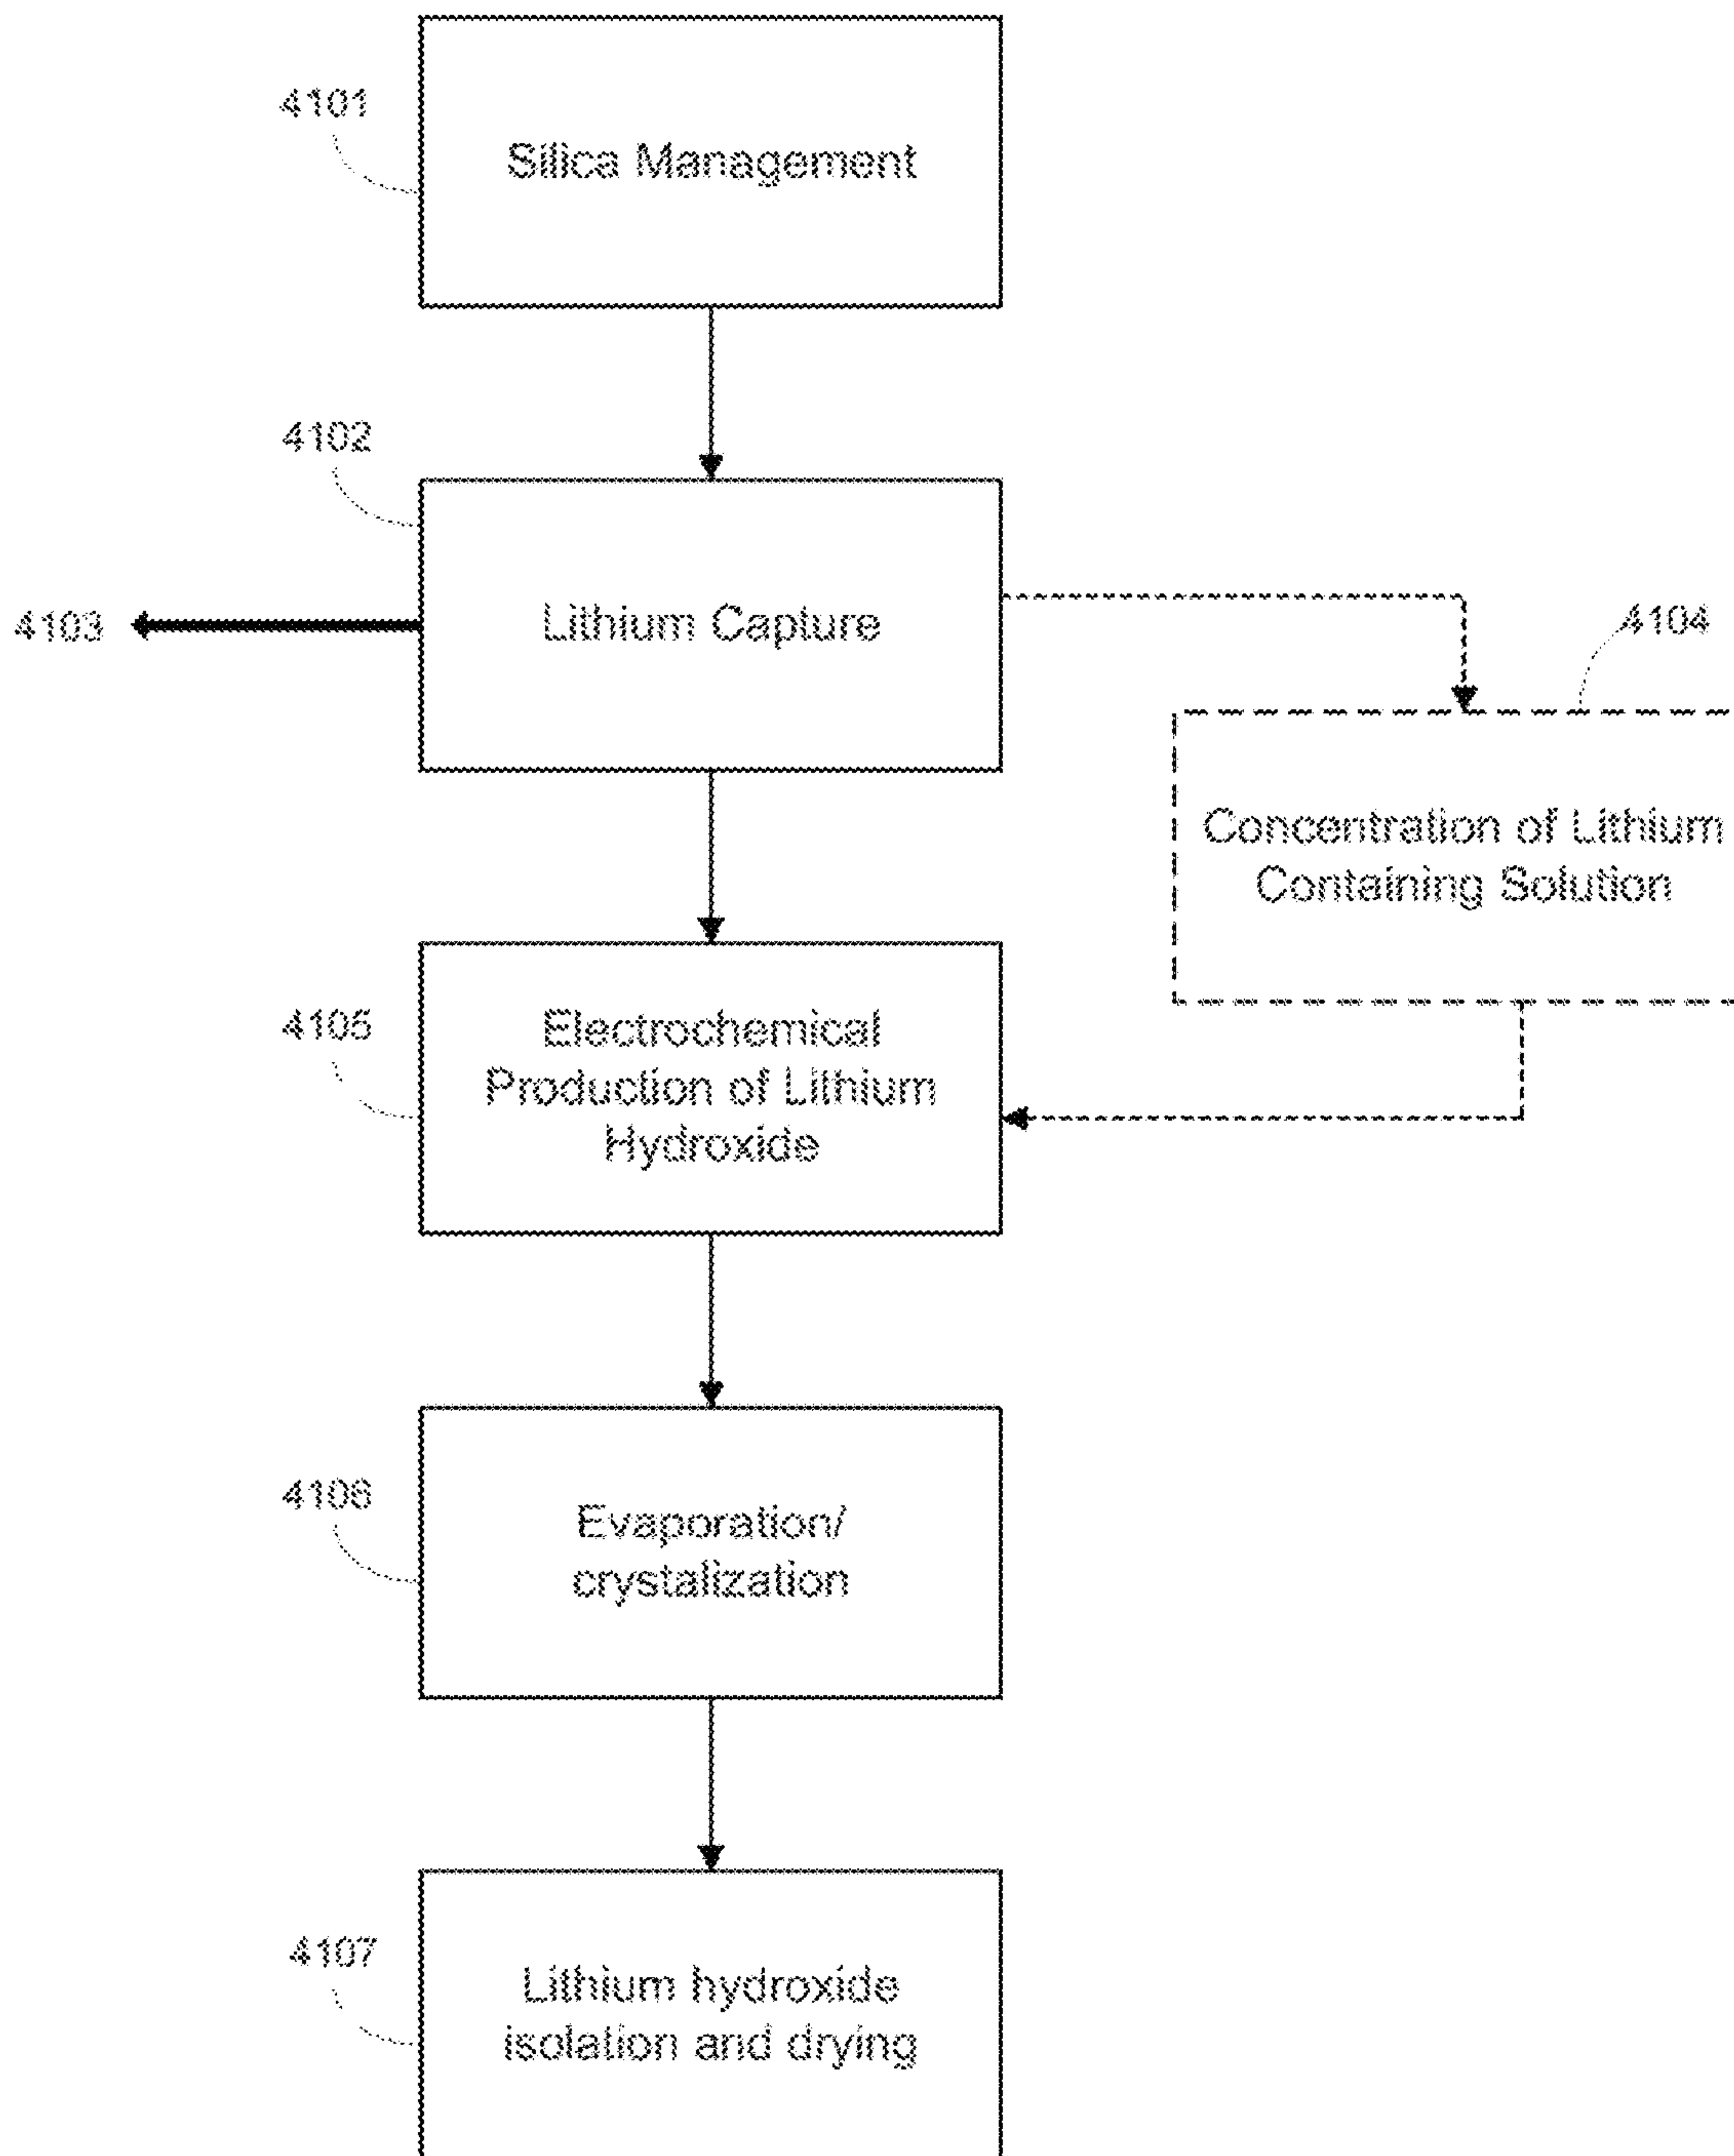 4101
Silica Management
4102
Lithium Capture
4103
4104
Concentration of Lithium
Containing Solution
4105
Electrochemical
Production of Lithium
Hydroxide
4106
Evaporation/
crystalization
4107
Lithium hydroxide
isolation and drying